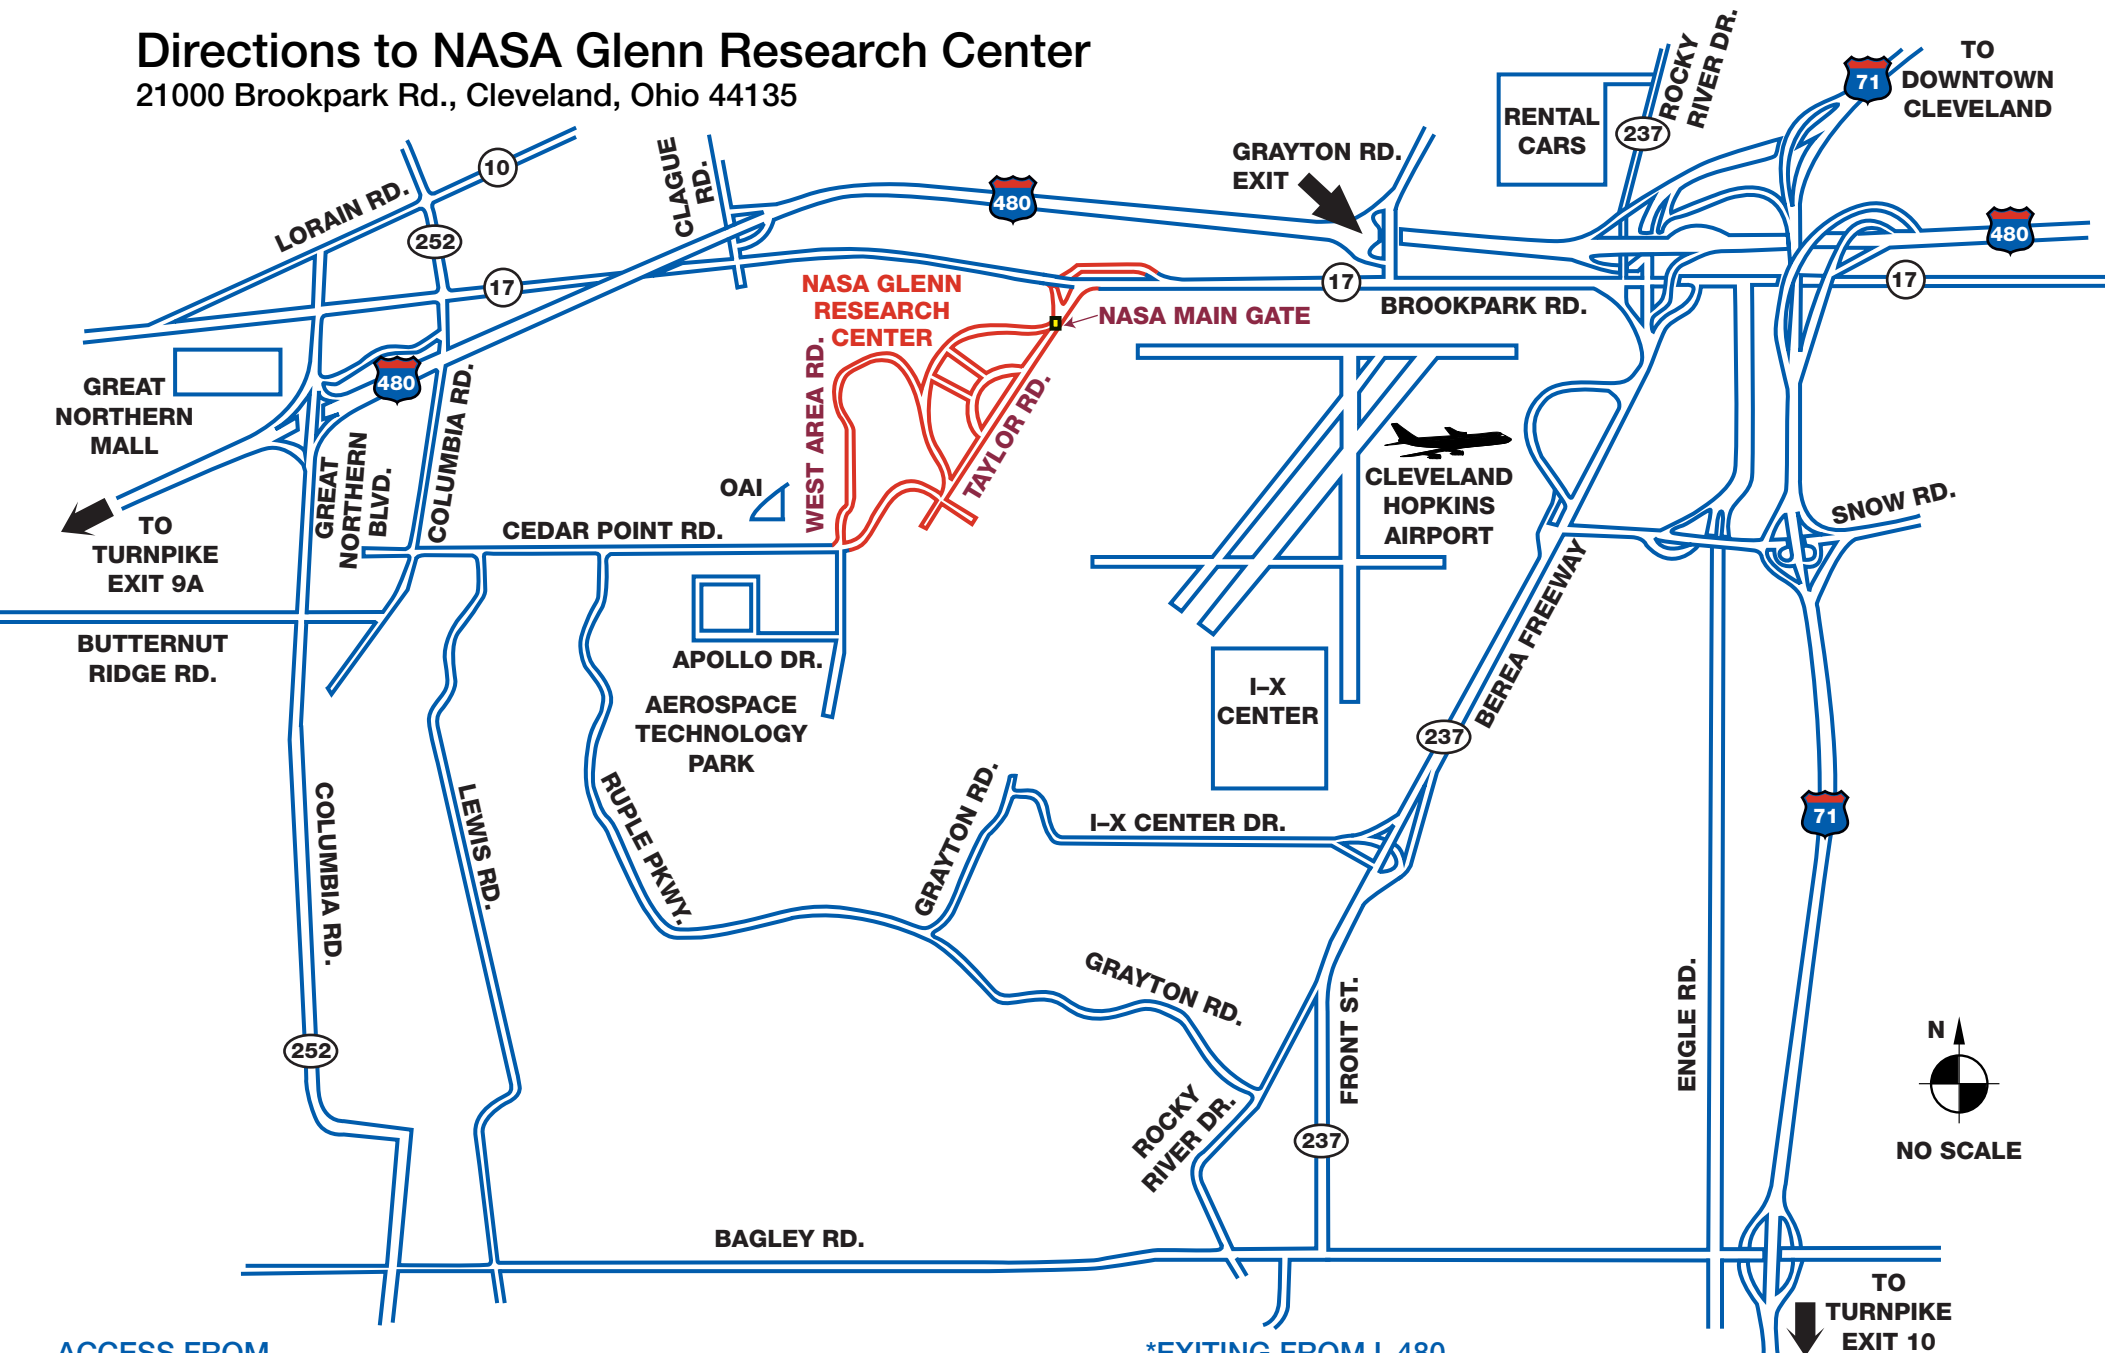 Directions to NASA Glenn Research Center
21000 Brookpark Rd., Cleveland, Ohio 44135
LORAIN RD.
10
252
17
CLAGUE
RD.
480
GRAYTON RD.
EXIT
RENTAL
CARS
ROCKY
RIVER DR.
237
71
TO
DOWNTOWN
CLEVELAND
480
17
17
BROOKPARK RD.
NASA GLENN
RESEARCH
CENTER
NASA MAIN GATE
WEST AREA RD.
TAYLOR RD.
GREAT
NORTHERN
MALL
480
GREAT
NORTHERN
BLVD.
COLUMBIA RD.
TO
TURNPIKE
EXIT 9A
OAI
CEDAR POINT RD.
CLEVELAND
HOPKINS
AIRPORT
SNOW RD.
BUTTERNUT
RIDGE RD.
APOLLO DR.
AEROSPACE
TECHNOLOGY
PARK
I–X
CENTER
BEREA FREEWAY
237
COLUMBIA RD.
LEWIS RD.
RUPLE PKWY.
GRAYTON RD.
I–X CENTER DR.
71
GRAYTON RD.
252
ROCKY
RIVER DR.
FRONT ST.
237
ENGLE RD.
N
NO SCALE
BAGLEY RD.
TO
TURNPIKE
EXIT 10
ACCESS FROM
*EXITING FROM I-480